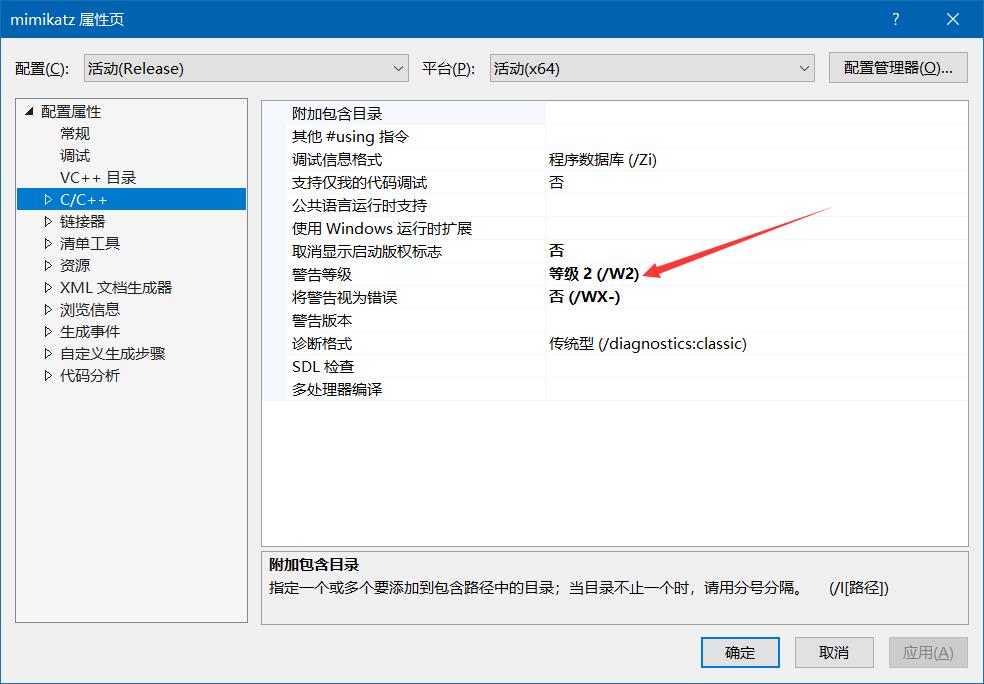 mimikatz 属性页
?
配置(C): 活动(Release) 平台(P): 活动(x64) 配置管理器(O)...
配置属性
常规
调试
VC++ 目录
C/C++
链接器
清单工具
资源
XML 文档生成器
浏览信息
生成事件
自定义生成步骤
代码分析
附加包含目录
其他 #using 指令
调试信息格式 程序数据库 (/Zi)
支持仅我的代码调试 否
公共语言运行时支持
使用 Windows 运行时扩展
取消显示启动版权标志 否
警告等级 等级 2 (/W2)
将警告视为错误 否 (/WX-)
警告版本
诊断格式 传统型 (/diagnostics:classic)
SDL 检查
多处理器编译
附加包含目录
指定一个或多个要添加到包含路径中的目录；当目录不止一个时，请用分号分隔。 (/I[路径])
确定 取消 应用(A)